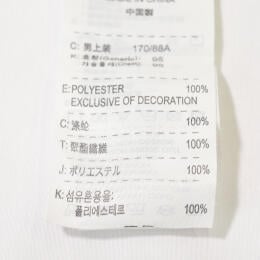 中国製
C: 男上装 170/88A
E:POLYESTER 100%
EXCLUSIVE OF DECORATION
C: 涤纶 100%
T: 聚酯纖維 100%
J: ポリエステル 100%
K: 섬유혼용율:
폴리에스테르 100%